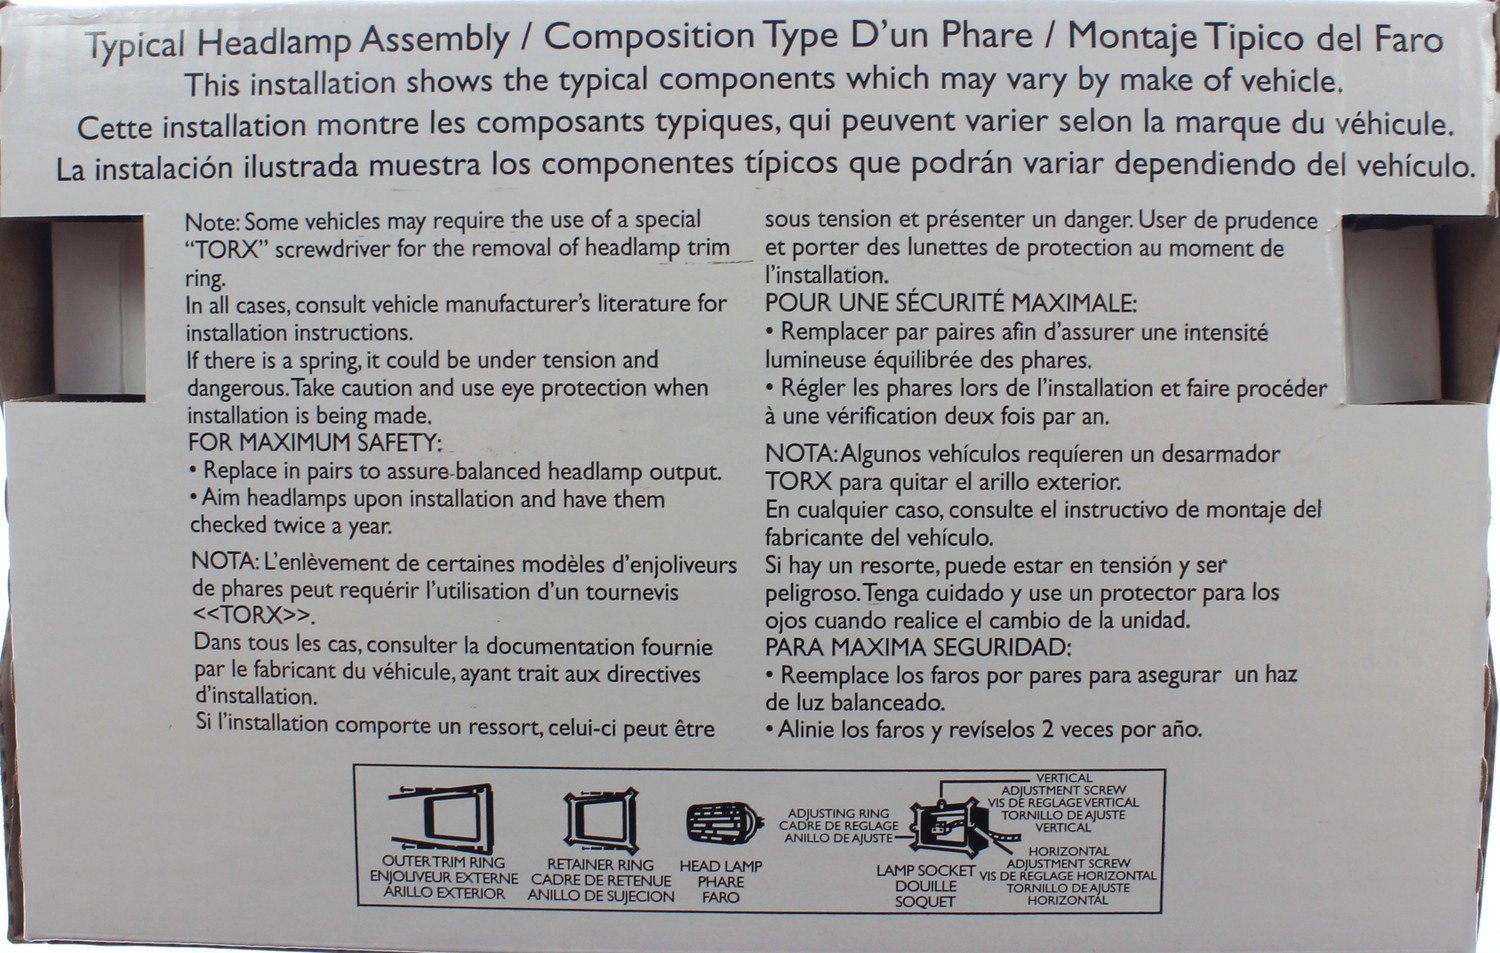 Typical Headlamp Assembly / Composition Type D'un Phare / Montaje Tipico del Faro
This installation shows the typical components which may vary by make of vehicle.
Cette installation montre les composants typiques, qui peuvent varier selon la marque du véhicule.
La instalación ilustrada muestra los componentes típicos que podrán variar dependiendo del vehículo.
Note: Some vehicles may require the use of a special
“TORX” screwdriver for the removal of headlamp trim
ring.
In all cases, consult vehicle manufacturer's literature for
installation instructions.
If there is a spring, it could be under tension and
dangerous. Take caution and use eye protection when
installation is being made.
FOR MAXIMUM SAFETY:
• Replace in pairs to assure balanced headlamp output.
• Aim headlamps upon installation and have them
checked twice a year.
NOTA: L'enlèvement de certaines modèles d'enjoliveurs
de phares peut requérir l'utilisation d'un tournevis
<<TORX>>.
Dans tous les cas, consulter la documentation fournie
par le fabricant du véhicule, ayant trait aux directives
d'installation.
Si l'installation comporte un ressort, celui-ci peut être
sous tension et présenter un danger. User de prudence
et porter des lunettes de protection au moment de
l'installation.
POUR UNE SÉCURITÉ MAXIMALE:
• Remplacer par paires afin d'assurer une intensité
lumineuse équilibrée des phares.
• Régler les phares lors de l'installation et faire procéder
à une vérification deux fois par an.
NOTA: Algunos vehículos requíeren un desarmador
TORX para quitar el arillo exterior.
En cualquier caso, consulte el instructivo de montaje del
fabricante del vehículo.
Si hay un resorte, puede estar en tensión y ser
peligroso. Tenga cuidado y use un protector para los
ojos cuando realice el cambio de la unidad.
PARA MAXIMA SEGURIDAD:
• Reemplace los faros por pares para asegurar un haz
de luz balanceado.
• Alinie los faros y revíselos 2 veces por año.
OUTER TRIM RING
ENJOLIVEUR EXTERNE
ARILLO EXTERIOR
RETAINER RING
CADRE DE RETENUE
ANILLO DE SUJECION
HEAD LAMP
PHARE
FARO
ADJUSTING RING
CADRE DE REGLAGE
ANILLO DE AJUSTE
LAMP SOCKET
DOUILLE
SOQUET
VERTICAL
ADJUSTMENT SCREW
VIS DE REGLAGE VERTICAL
TORNILLO DE AJUSTE
VERTICAL
HORIZONTAL
ADJUSTMENT SCREW
VIS DE REGLAGE HORIZONTAL
TORNILLO DE AJUSTE
HORIZONTAL